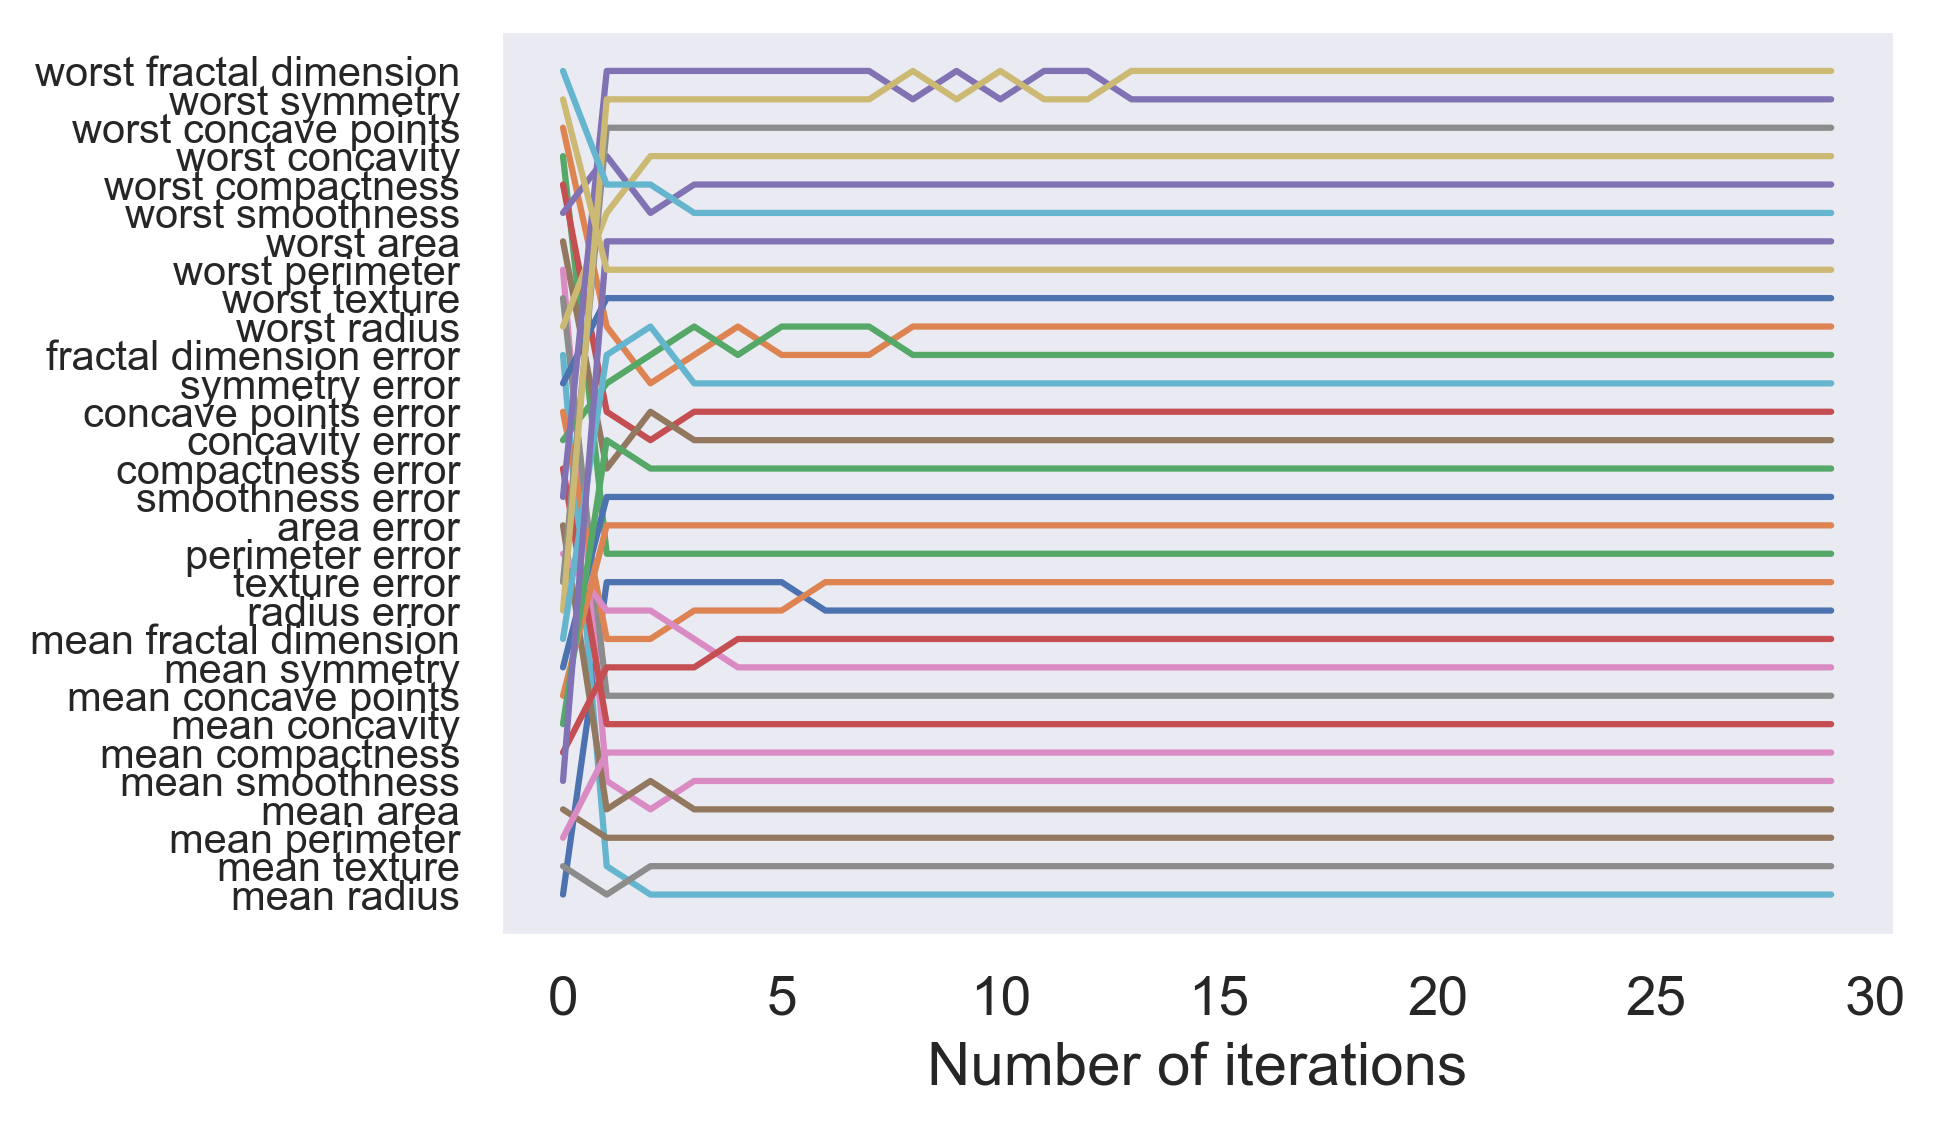 worst fractal dimension
worst symmetry
worst concave points
worst concavity
worst compactness
worst smoothness
worst area
worst perimeter
worst texture
worst radius
fractal dimension error
symmetry error
concave points error
concavity error
compactness error
smoothness error
area error
perimeter error
texture error
radius error
mean fractal dimension
mean symmetry
mean concave points
mean concavity
mean compactness
mean smoothness
mean area
mean perimeter
mean texture
mean radius
0 5 10 15 20 25 30
Number of iterations